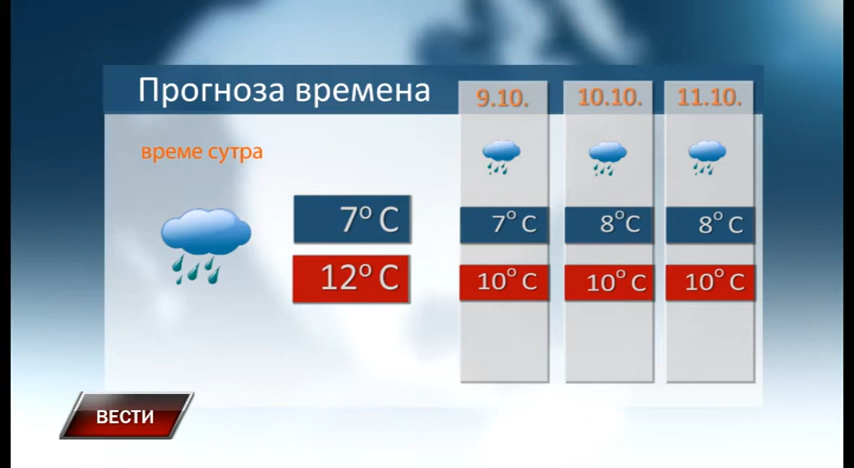 Прогноза времена
време сутра
7° C
12° C
9.10.
7° C
10° C
10.10.
8°C
10° C
11.10.
8° C
10° C
ВЕСТИ